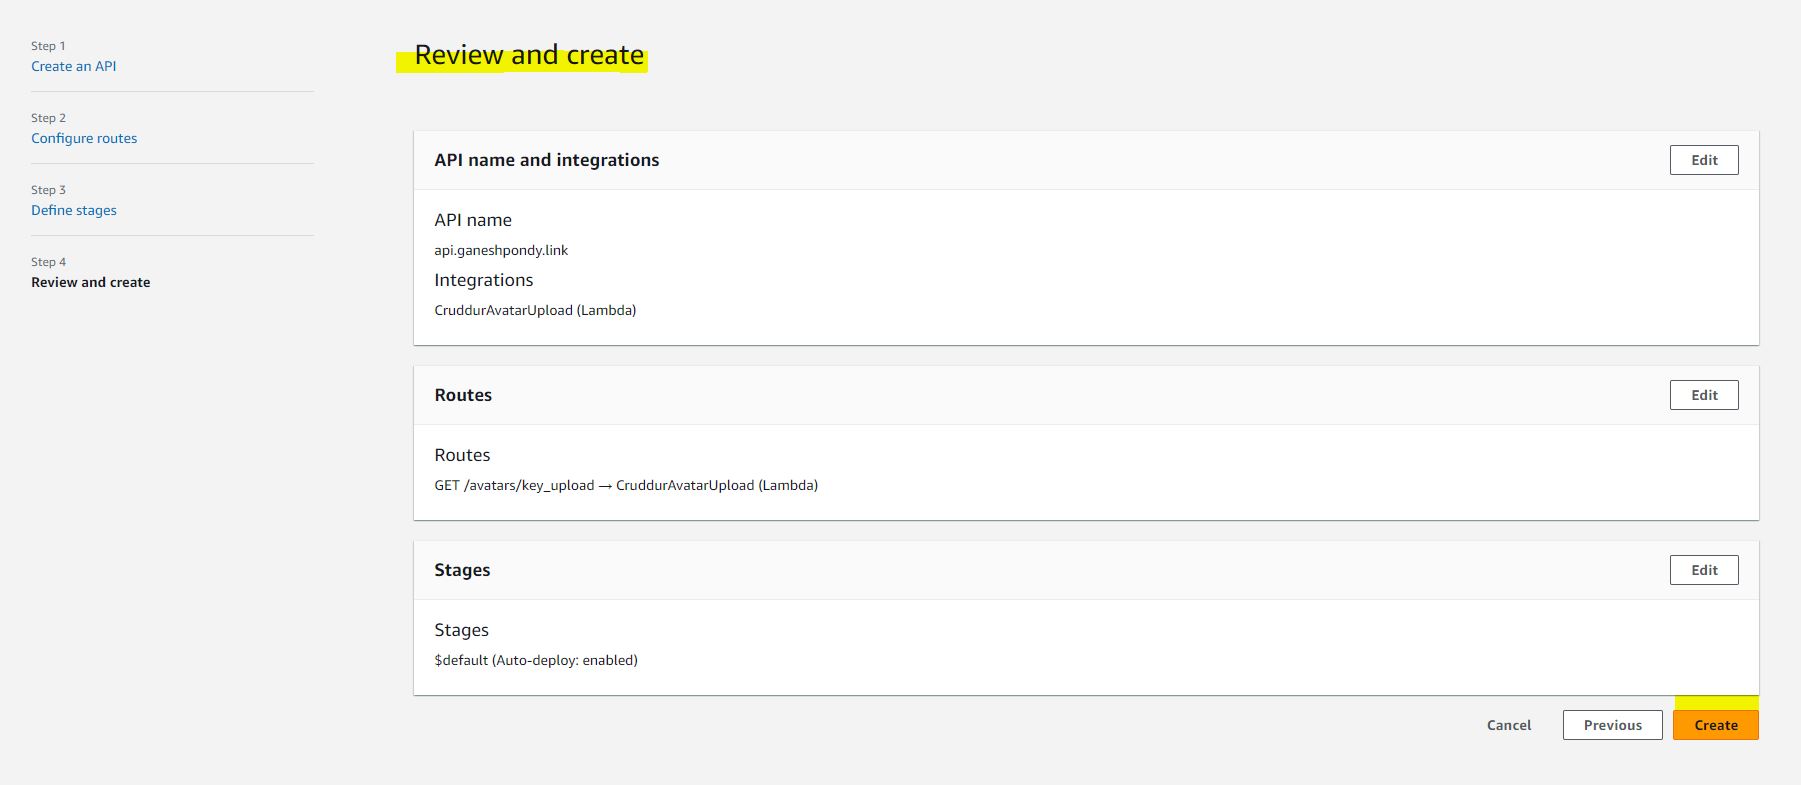 Step 1
Create an API
Step 2
Configure routes
Step 3
Define stages
Step 4
Review and create
Review and create
API name and integrations
Edit
API name
api.ganeshpondy.link
Integrations
CruddurAvatarUpload (Lambda)
Routes
Edit
Routes
GET /avatars/key_upload → CruddurAvatarUpload (Lambda)
Stages
Edit
Stages
$default (Auto-deploy: enabled)
Cancel
Previous
Create